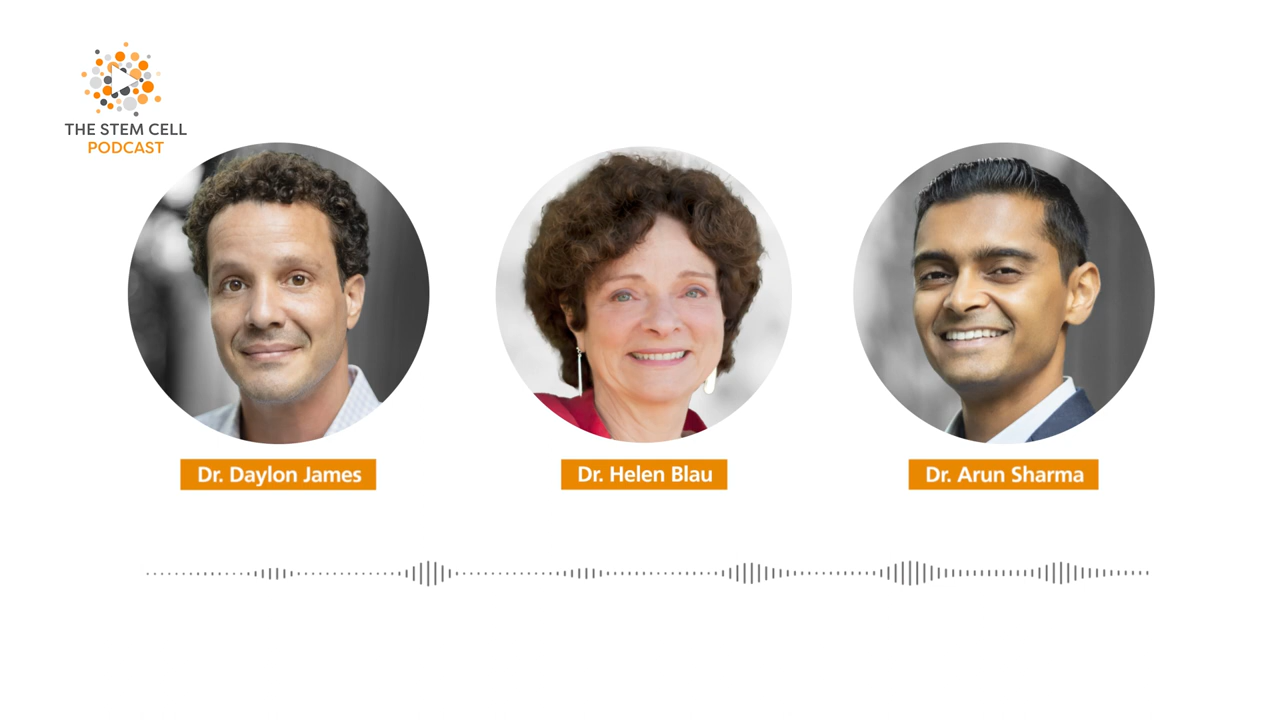 THE STEM CELL
PODCAST
Dr. Daylon James
Dr. Helen Blau
Dr. Arun Sharma